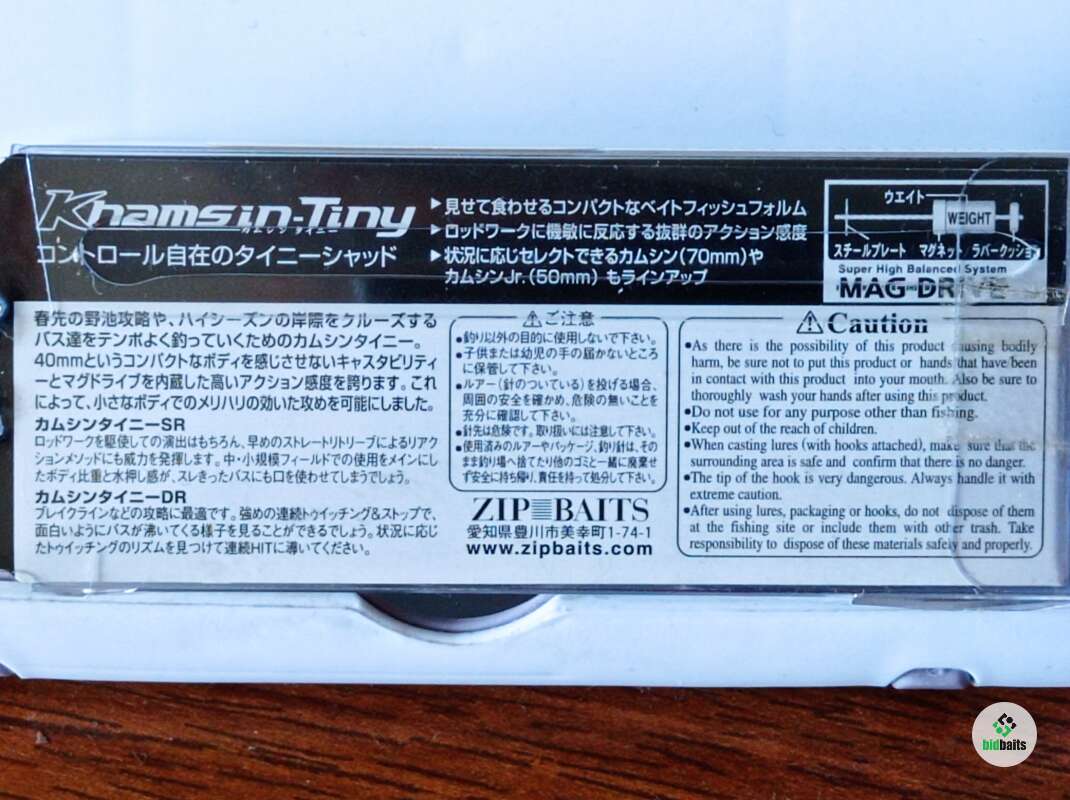 Khamsin-Tiny
カムシンタイニー
コントロール自在のタイニーシャッド
▶見せて食わせるコンパクトなベイトフィッシュフォルム
▶ロッドワークに機敏に反応する抜群のアクション感度
▶状況に応じセレクトできるカムシン(70mm)や
カムシンJr.(50mm)もラインアップ
ウエイト
WEIGHT
スチールプレート マグネット ラバークッション
Super High Balanced System
MAG-DRIVE
春先の野池攻略や、ハイシーズンの岸際をクルーズする
バス達をテンポよく釣っていくためのカムシンタイニー。
40mmというコンパクトなボディを感じさせないキャスタビリティ
ーとマグドライブを内蔵した高いアクション感度を誇ります。これ
によって、小さなボディでのメリハリの効いた攻めを可能にしました。
カムシンタイニーSR
ロッドワークを駆使しての演出はもちろん、早めのストレートリトリーブによるリアク
ションメソッドにも威力を発揮します。中・小規模フィールドでの使用をメインにし
たボディ比重と水押し感が、スレきったバスにも口を使わせてしまうでしょう。
カムシンタイニーDR
ブレイクラインなどの攻略に最適です。強めの連続トゥイッチング&ストップで、
面白いようにバスが沸いてくる様子を見ることができるでしょう。状況に応じ
たトゥイッチングのリズムを見つけて連続HITに導いてください。
⚠ご注意
●釣り以外の目的に使用しないで下さい。
●子供または幼児の手の届かないところ
に保管して下さい。
●ルアー(針のついている)を投げる場合、
周囲の安全を確かめ、危険の無いことを
充分に確認して下さい。
●針先は危険です。取り扱いには注意して下さい。
●使用済みのルアーやパッケージ、釣り針は、その
まま釣り場へ捨てたり他のゴミと一緒に廃棄せ
ず安全に持ち帰り、責任を持って処分して下さい。
ZIP BAITS
愛知県豊川市美幸町1-74-1
www.zipbaits.com
⚠Caution
●As there is the possibility of this product causing bodily
harm, be sure not to put this product or hands that have been
in contact with this product into your mouth. Also be sure to
thoroughly wash your hands after using this product.
●Do not use for any purpose other than fishing.
●Keep out of the reach of children.
●When casting lures (with hooks attached), make sure that the
surrounding area is safe and confirm that there is no danger.
●The tip of the hook is very dangerous. Always handle it with
extreme caution.
●After using lures, packaging or hooks, do not dispose of them
at the fishing site or include them with other trash. Take
responsibility to dispose of these materials safely and properly.
bidbaits